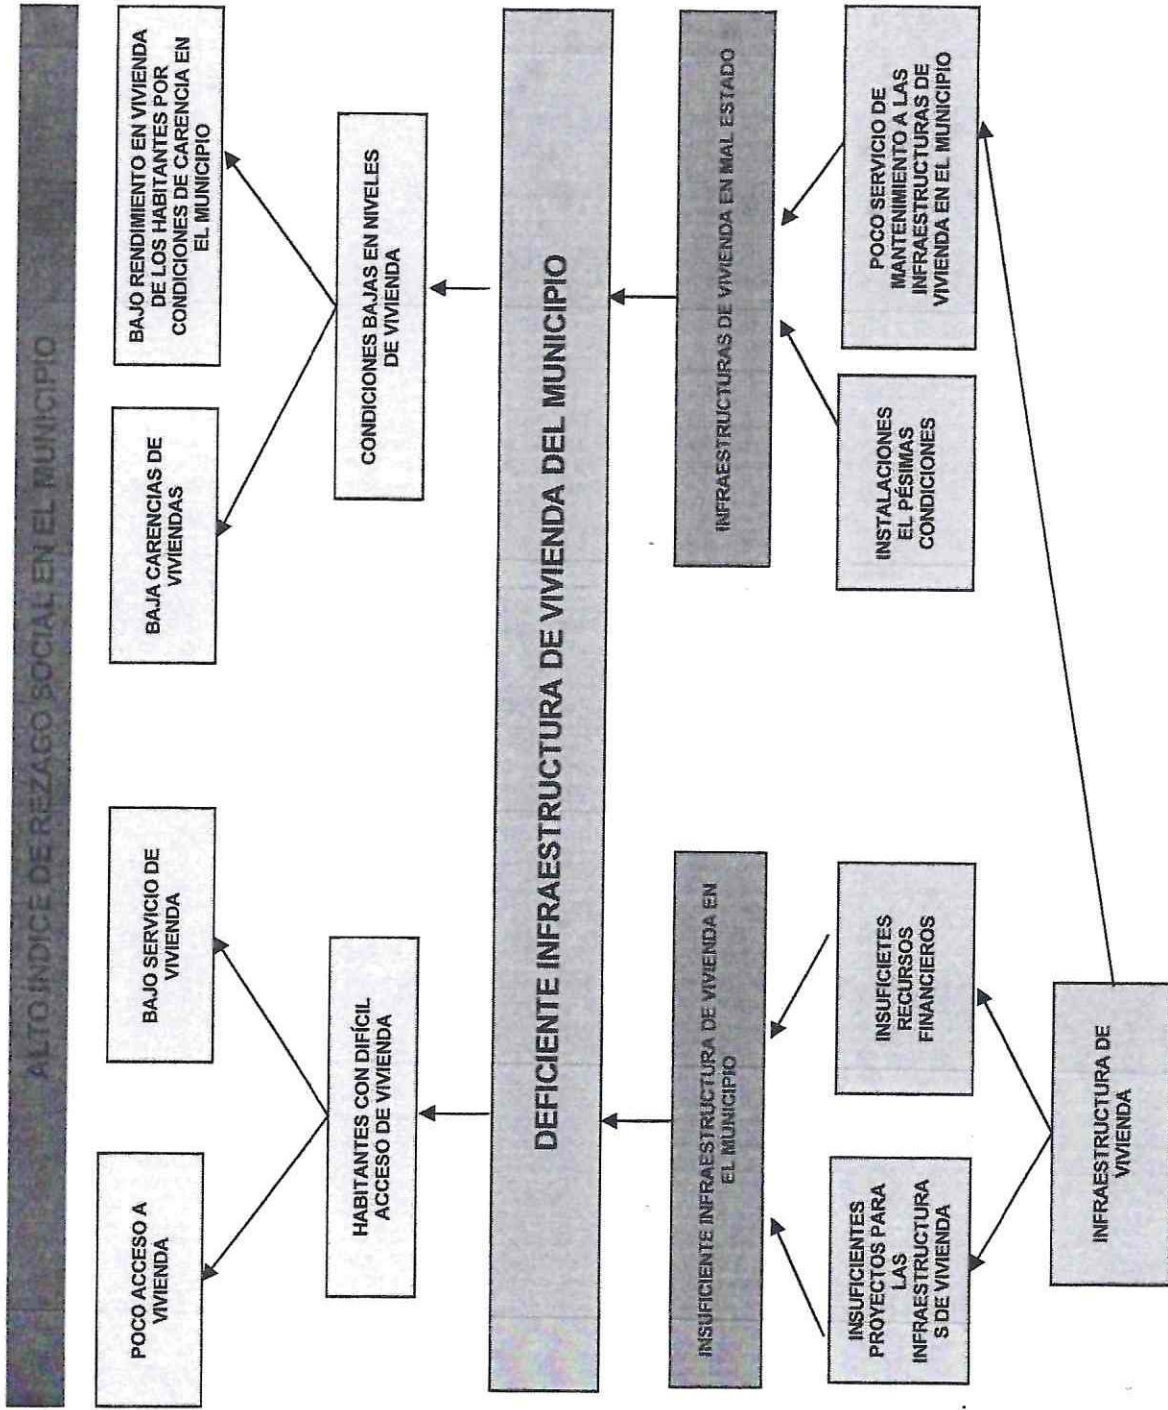 ALTO ÍNDICE DE REZAGO SOCIAL EN EL MUNICIPIO
POCO ACCESO A
VIVIENDA
BAJO SERVICIO DE
VIVIENDA
BAJA CARENCIAS DE
VIVIENDAS
BAJO RENDIMIENTO EN VIVIENDA
DE LOS HABITANTES POR
CONDICIONES DE CARENCIA EN
EL MUNICIPIO
HABITANTES CON DIFÍCIL
ACCESO DE VIVIENDA
CONDICIONES BAJAS EN NIVELES
DE VIVIENDA
DEFICIENTE INFRAESTRUCTURA DE VIVIENDA DEL MUNICIPIO
INSUFICIENTE INFRAESTRUCTURA DE VIVIENDA EN
EL MUNICIPIO
INFRAESTRUCTURAS DE VIVIENDA EN MAL ESTADO
INSUFICIENTES
PROYECTOS PARA
LAS
INFRAESTRUCTURA
S DE VIVIENDA
INSUFICIETES
RECURSOS
FINANCIEROS
INSTALACIONES
EL PÉSIMAS
CONDICIONES
POCO SERVICIO DE
MANTENIMIENTO A LAS
INFRAESTRUCTURAS DE
VIVIENDA EN EL MUNICIPIO
INFRAESTRUCTURA DE
VIVIENDA